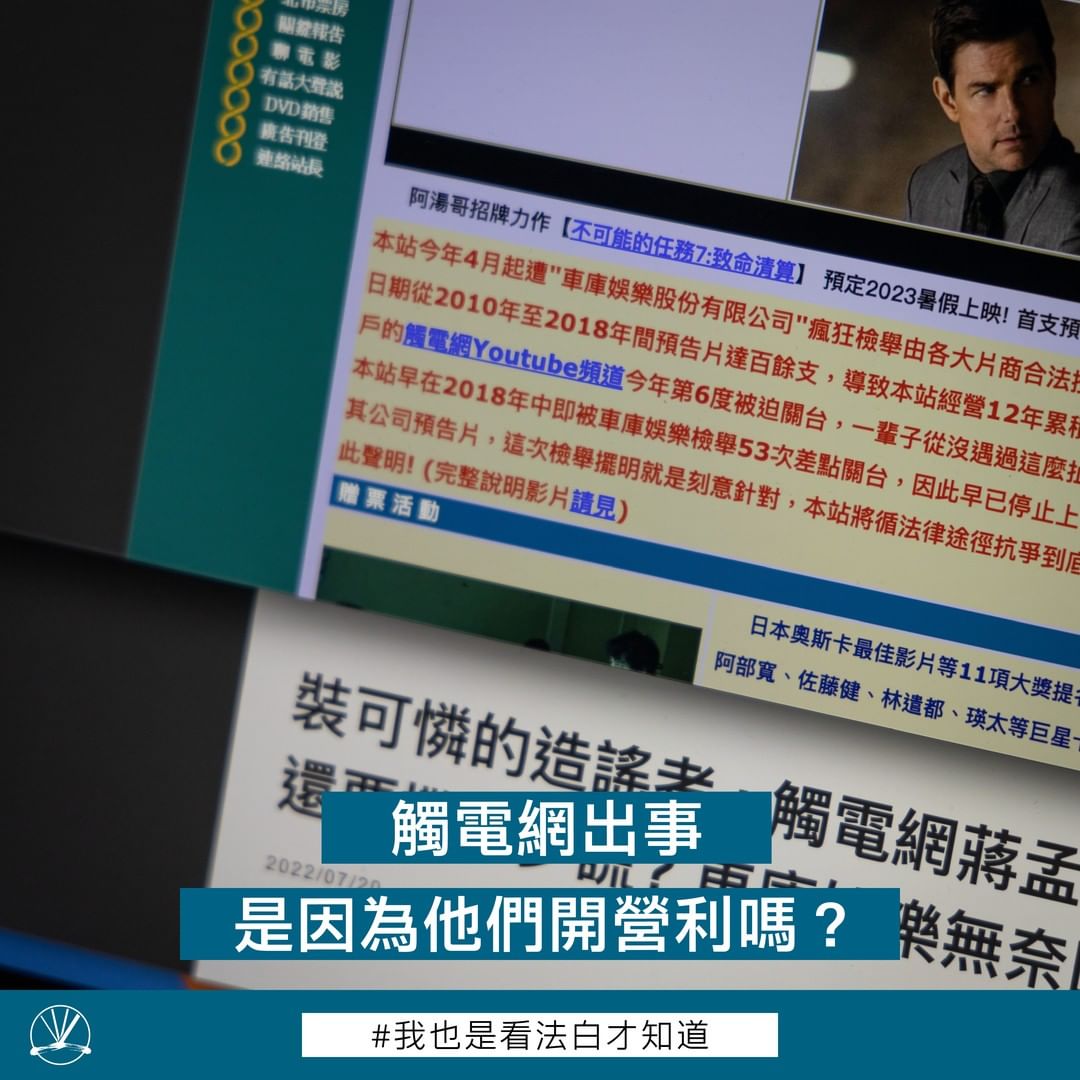 北市票房
關鍵報告
聊電影
有話大聲說
DVD銷售
廣告刊登
連絡站長
阿湯哥招牌力作【不可能的任務7:致命清算】 預定2023暑假上映! 首支預
本站今年4月起遭"車庫娛樂股份有限公司"瘋狂檢舉由各大片商合法
日期從2010年至2018年間預告片達百餘支，導致本站經營12年累
戶的觸電網Youtube頻道今年第6度被迫關台，一輩子從沒遇過這麼
本站早在2018年中即被車庫娛樂檢舉53次差點關台，因此早已停止上
其公司預告片，這次檢舉擺明就是刻意針對，本站將循法律途徑抗爭到底
此聲明! (完整說明影片請見)
贈票活動
日本奧斯卡最佳影片等11項大獎提
阿部寬、佐藤健、林遣都、瑛太等巨星
裝可憐的造謠者 觸電網蔣孟
還要
樂無奈
2022/07/20
觸電網出事
是因為他們開營利嗎？
#我也是看法白才知道